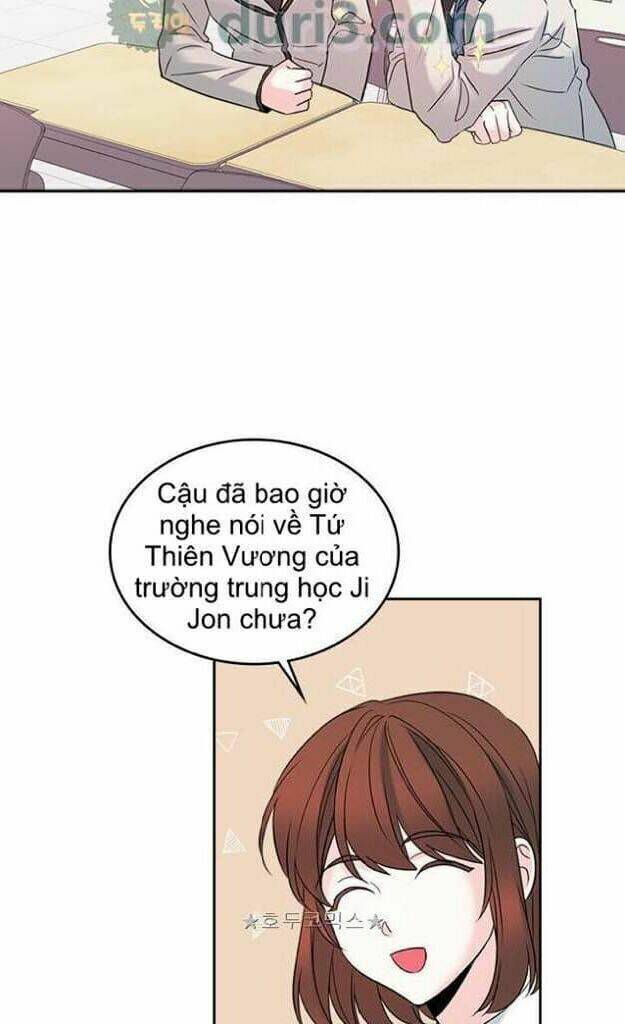 duri3.com
Cậu đã bao giờ
nghe nói về Tứ
Thiên Vương của
trường trung học Ji
Jon chưa?
★호두코믹스★